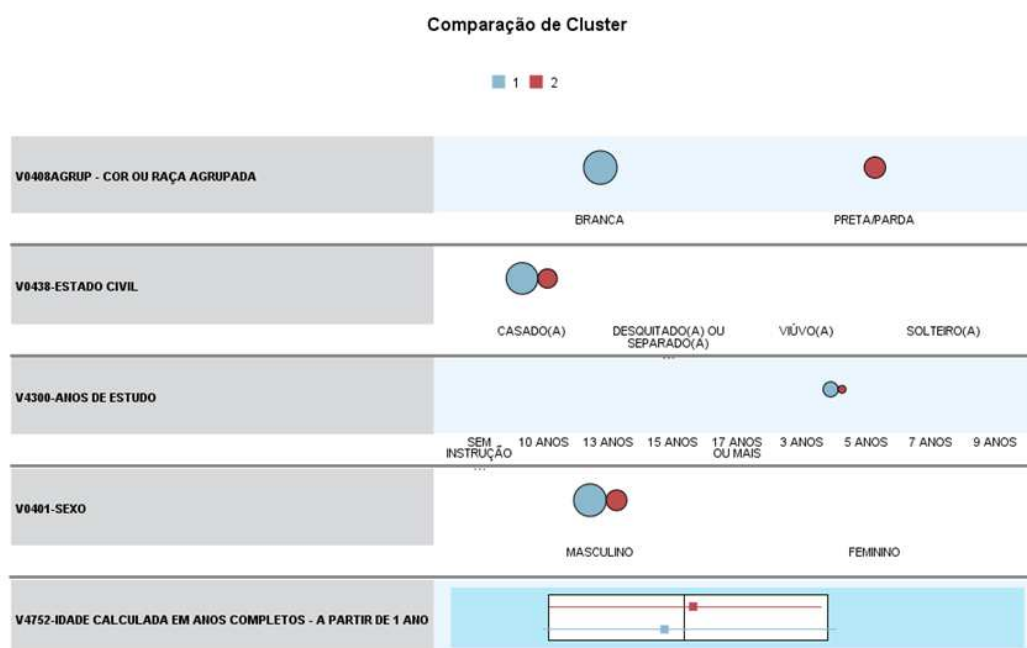 Comparação de Cluster
1 2
V0408AGRUP - COR OU RAÇA AGRUPADA
BRANCA PRETA/PARDA
V0438-ESTADO CIVIL
CASADO(A) DESQUITADO(A) OU VIÚVO(A) SOLTEIRO(A)
SEPARADO(A)
...
V4300-ANOS DE ESTUDO
SEM 10 ANOS 13 ANOS 15 ANOS 17 ANOS 3 ANOS 5 ANOS 7 ANOS 9 ANOS
INSTRUÇÃO OU MAIS
...
V0401-SEXO
MASCULINO FEMININO
V4752-IDADE CALCULADA EM ANOS COMPLETOS - A PARTIR DE 1 ANO